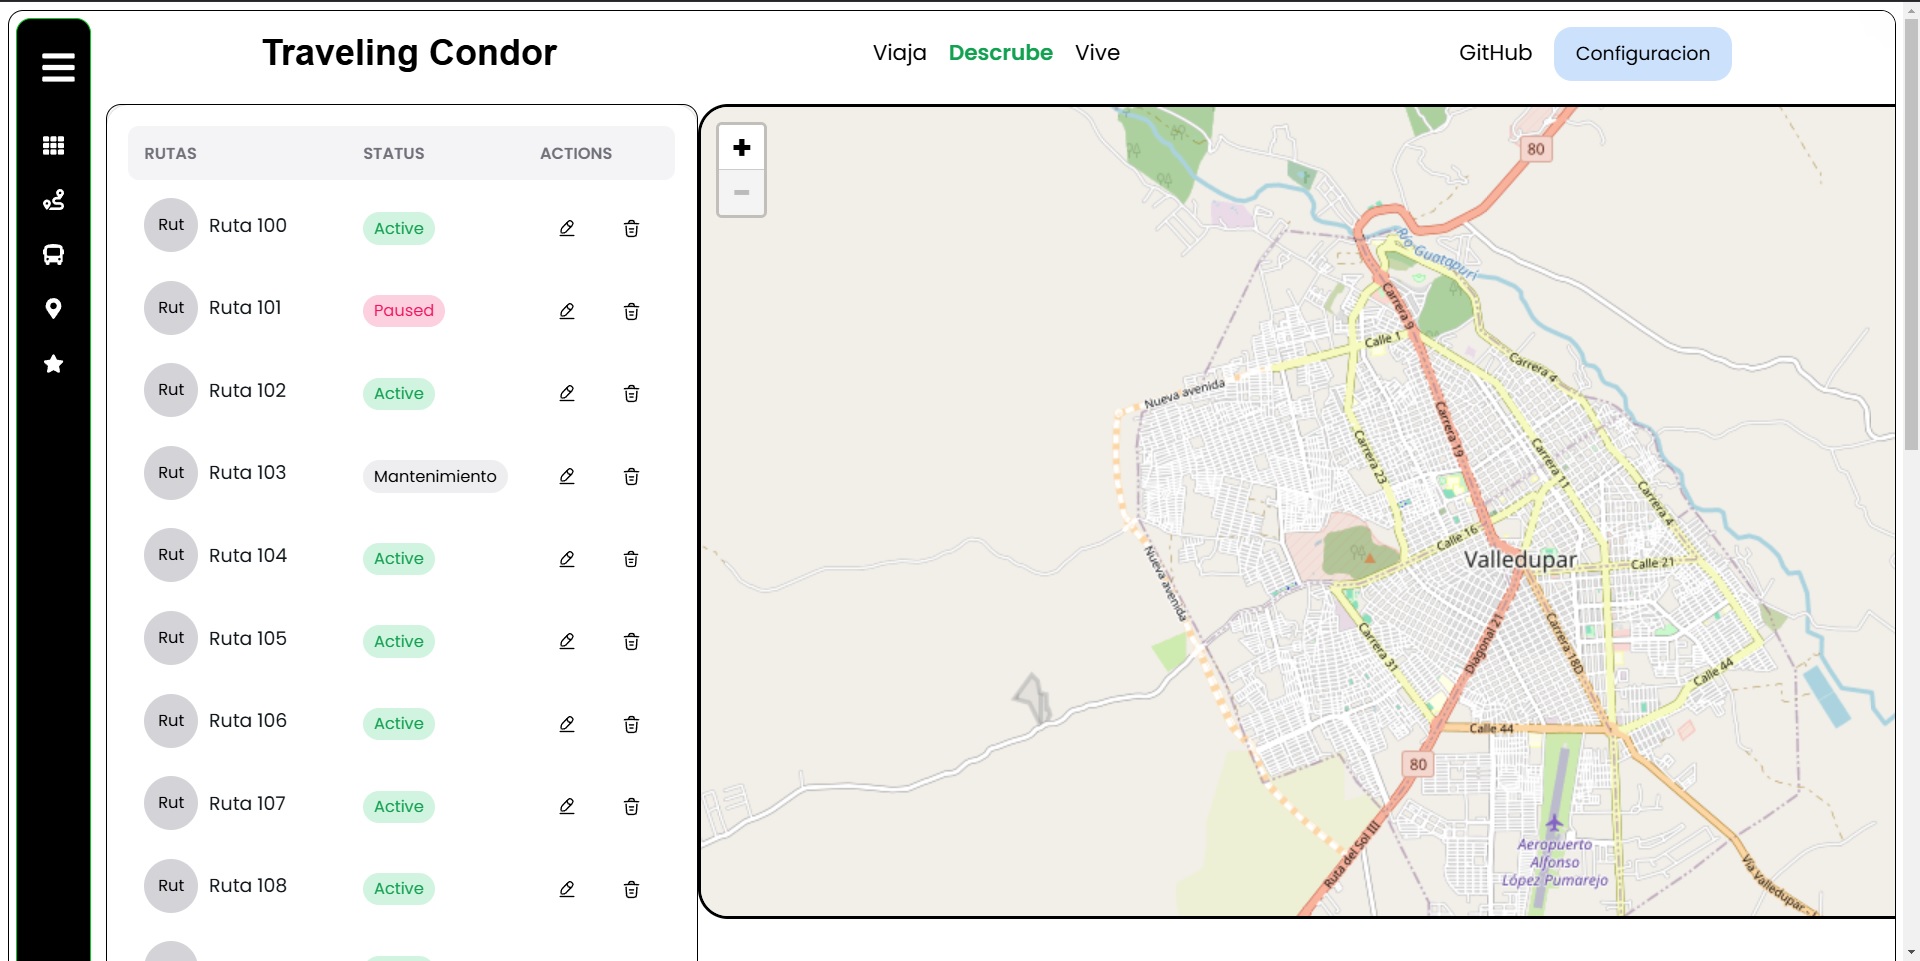 Traveling Condor
Viaja Descrube Vive
GitHub Configuracion
RUTAS STATUS ACTIONS
Rut Ruta 100 Active
Rut Ruta 101 Paused
Rut Ruta 102 Active
Rut Ruta 103 Mantenimiento
Rut Ruta 104 Active
Rut Ruta 105 Active
Rut Ruta 106 Active
Rut Ruta 107 Active
Rut Ruta 108 Active
+
−
80
Río Guatapurí
Carrera 9
Calle 1
Carrera 4
Nueva avenida
Carrera 19
Carrera 23
Carrera 11
Carrera 4
Calle 16
Valledupar
Calle 21
Nueva avenida
Carrera 31
Diagonal 21
Carrera 18D
Calle 44
Calle 44
80
Ruta del Sol III
Aeropuerto
Alfonso
López Pumarejo
Vía Valledupar -